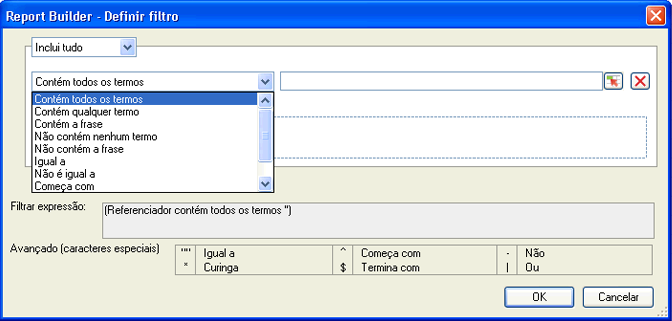 Report Builder - Definir filtro
Inclui tudo
Contém todos os termos
Contém todos os termos
Contém qualquer termo
Contém a frase
Não contém nenhum termo
Não contém a frase
Igual a
Não é igual a
Começa com
Filtrar expressão:
(Referenciador contém todos os termos '')
Avançado (caracteres especiais)
"" Igual a ^ Começa com - Não
* Curinga $ Termina com | Ou
OK Cancelar